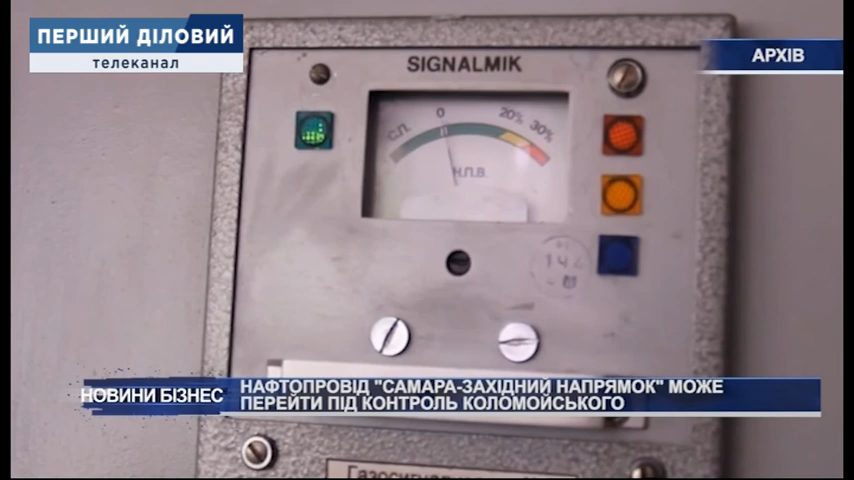 ПЕРШИЙ ДІЛОВИЙ
телеканал
АРХІВ
SIGNALMIK
С.П. 0 20% 30%
Н.П.В.
НОВИНИ БІЗНЕС
НАФТОПРОВІД "САМАРА-ЗАХІДНИЙ НАПРЯМОК" МОЖЕ
ПЕРЕЙТИ ПІД КОНТРОЛЬ КОЛОМОЙСЬКОГО